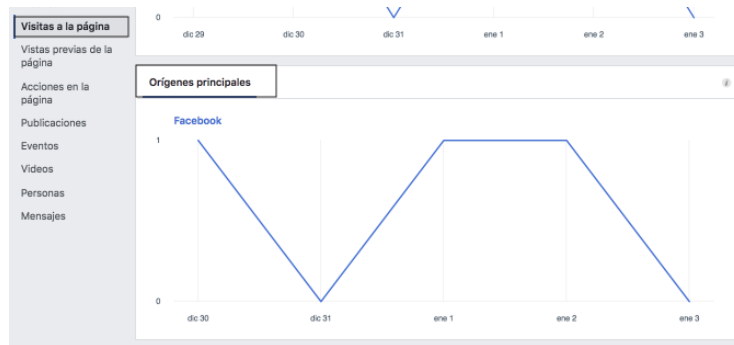 Visitas a la página
Vistas previas de la
página
Acciones en la
página
Publicaciones
Eventos
Videos
Personas
Mensajes
0
dic 29 dic 30 dic 31 ene 1 ene 2 ene 3
Orígenes principales
i
Facebook
1
0
dic 30 dic 31 ene 1 ene 2 ene 3